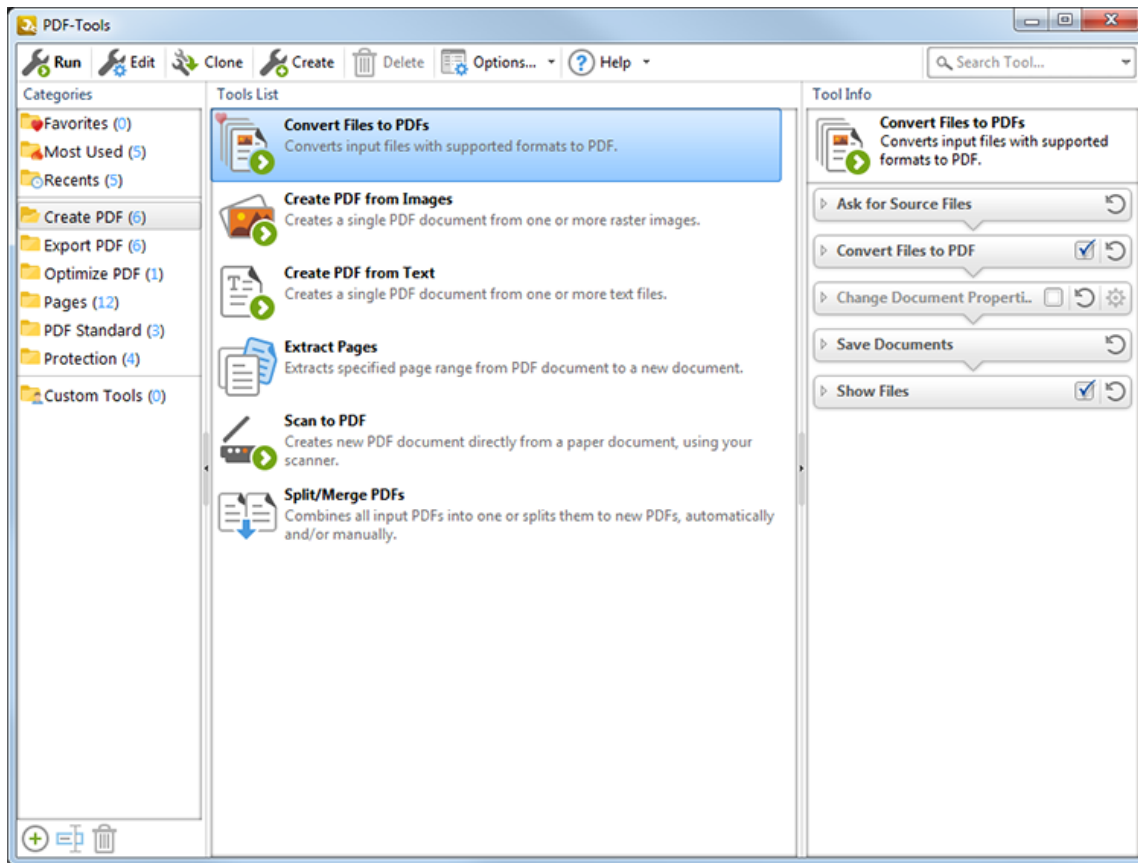 PDF-Tools
Run Edit Clone Create Delete Options... Help Search Tool...
Categories
Favorites (0)
Most Used (5)
Recents (5)
Create PDF (6)
Export PDF (6)
Optimize PDF (1)
Pages (12)
PDF Standard (3)
Protection (4)
Custom Tools (0)
Tools List
Convert Files to PDFs
Converts input files with supported formats to PDF.
Create PDF from Images
Creates a single PDF document from one or more raster images.
Create PDF from Text
Creates a single PDF document from one or more text files.
Extract Pages
Extracts specified page range from PDF document to a new document.
Scan to PDF
Creates new PDF document directly from a paper document, using your
scanner.
Split/Merge PDFs
Combines all input PDFs into one or splits them to new PDFs, automatically
and/or manually.
Tool Info
Convert Files to PDFs
Converts input files with supported
formats to PDF.
Ask for Source Files
Convert Files to PDF
Change Document Properti..
Save Documents
Show Files